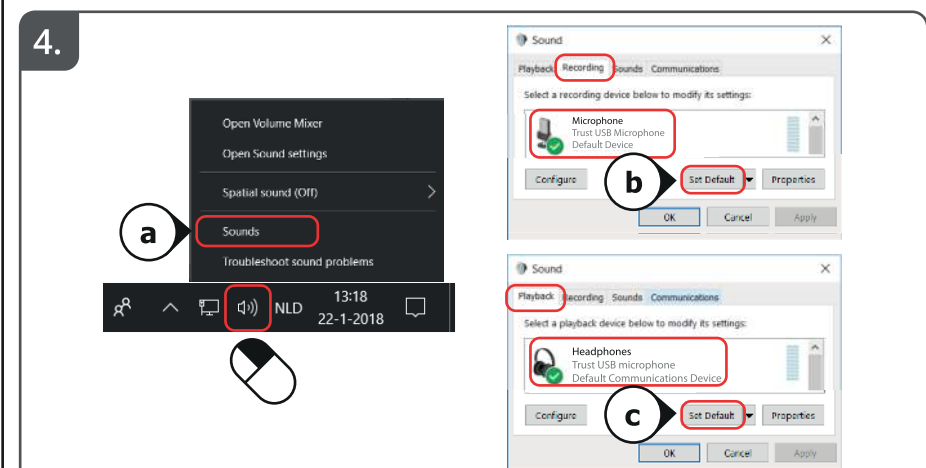 4.
Open Volume Mixer
Open Sound settings
Spatial sound (Off)
Sounds
Troubleshoot sound problems
a
NLD
13:18
22-1-2018
Sound
Playback Recording Sounds Communications
Select a recording device below to modify its settings:
Microphone
Trust USB Microphone
Default Device
Configure
b
Set Default
Properties
OK Cancel Apply
Sound
Playback Recording Sounds Communications
Select a playback device below to modify its settings:
Headphones
Trust USB microphone
Default Communications Device
Configure
c
Set Default
Properties
OK Cancel Apply